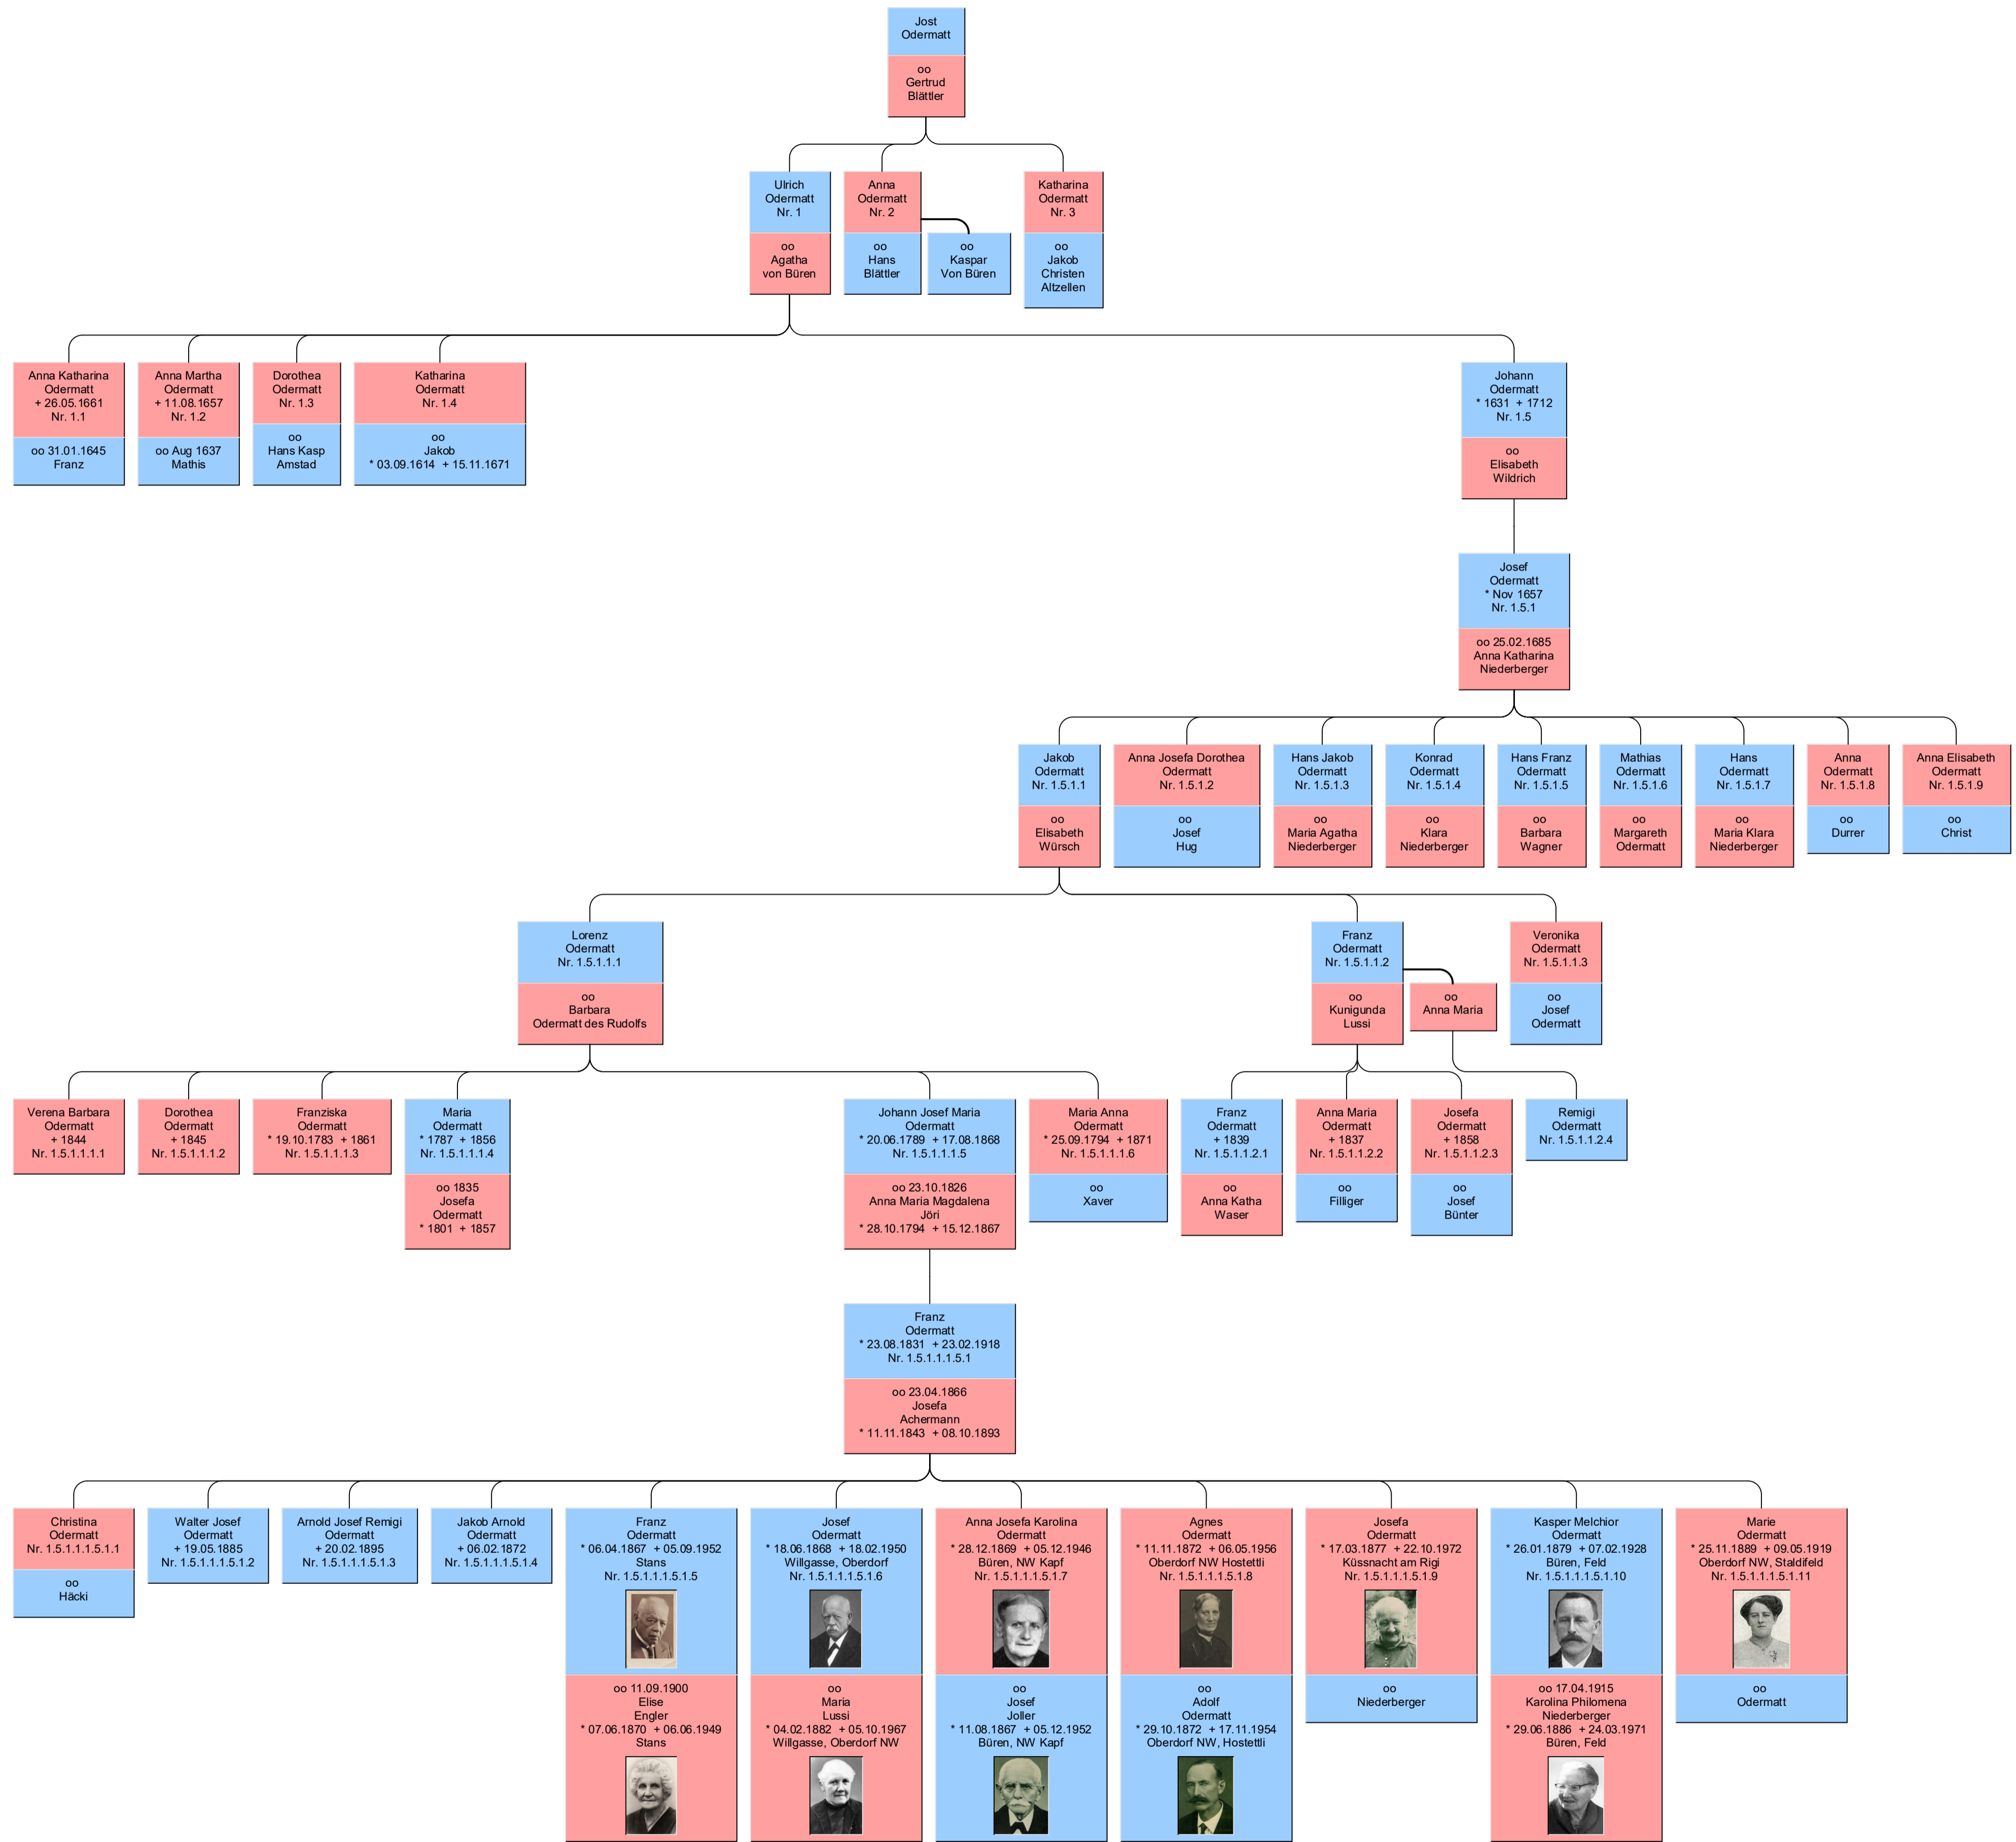 Jost
Odermatt
oo
Gertrud
Blättler
Ulrich
Odermatt
Nr. 1
oo
Agatha
von Büren
Anna
Odermatt
Nr. 2
oo
Hans
Blättler
oo
Kaspar
Von Büren
Katharina
Odermatt
Nr. 3
oo
Jakob
Christen
Altzellen
Anna Katharina
Odermatt
+ 26.05.1661
Nr. 1.1
oo 31.01.1645
Franz
Anna Martha
Odermatt
+ 11.08.1657
Nr. 1.2
oo Aug 1637
Mathis
Dorothea
Odermatt
Nr. 1.3
oo
Hans Kasp
Amstad
Katharina
Odermatt
Nr. 1.4
oo
Jakob
* 03.09.1614 + 15.11.1671
Johann
Odermatt
* 1631 + 1712
Nr. 1.5
oo
Elisabeth
Wildrich
Josef
Odermatt
* Nov 1657
Nr. 1.5.1
oo 25.02.1685
Anna Katharina
Niederberger
Jakob
Odermatt
Nr. 1.5.1.1
oo
Elisabeth
Würsch
Anna Josefa Dorothea
Odermatt
Nr. 1.5.1.2
oo
Josef
Hug
Hans Jakob
Odermatt
Nr. 1.5.1.3
oo
Maria Agatha
Niederberger
Konrad
Odermatt
Nr. 1.5.1.4
oo
Klara
Niederberger
Hans Franz
Odermatt
Nr. 1.5.1.5
oo
Barbara
Wagner
Mathias
Odermatt
Nr. 1.5.1.6
oo
Margareth
Odermatt
Hans
Odermatt
Nr. 1.5.1.7
oo
Maria Klara
Niederberger
Anna
Odermatt
Nr. 1.5.1.8
oo
Durrer
Anna Elisabeth
Odermatt
Nr. 1.5.1.9
oo
Christ
Lorenz
Odermatt
Nr. 1.5.1.1.1
oo
Barbara
Odermatt des Rudolfs
Franz
Odermatt
Nr. 1.5.1.1.2
oo
Kunigunda
Lussi
oo
Anna Maria
Veronika
Odermatt
Nr. 1.5.1.1.3
oo
Josef
Odermatt
Verena Barbara
Odermatt
+ 1844
Nr. 1.5.1.1.1.1
Dorothea
Odermatt
+ 1845
Nr. 1.5.1.1.1.2
Franziska
Odermatt
* 19.10.1783 + 1861
Nr. 1.5.1.1.1.3
Maria
Odermatt
* 1787 + 1856
Nr. 1.5.1.1.1.4
oo 1835
Josefa
Odermatt
* 1801 + 1857
Johann Josef Maria
Odermatt
* 20.06.1789 + 17.08.1868
Nr. 1.5.1.1.1.5
oo 23.10.1826
Anna Maria Magdalena
Jöri
* 28.10.1794 + 15.12.1867
Maria Anna
Odermatt
* 25.09.1794 + 1871
Nr. 1.5.1.1.1.6
oo
Xaver
Franz
Odermatt
+ 1839
Nr. 1.5.1.1.2.1
oo
Anna Katha
Waser
Anna Maria
Odermatt
+ 1837
Nr. 1.5.1.1.2.2
oo
Filliger
Josefa
Odermatt
+ 1858
Nr. 1.5.1.1.2.3
oo
Josef
Bünter
Remigi
Odermatt
Nr. 1.5.1.1.2.4
Franz
Odermatt
* 23.08.1831 + 23.02.1918
Nr. 1.5.1.1.1.5.1
oo 23.04.1866
Josefa
Achermann
* 11.11.1843 + 08.10.1893
Christina
Odermatt
Nr. 1.5.1.1.1.5.1.1
oo
Häcki
Walter Josef
Odermatt
+ 19.05.1885
Nr. 1.5.1.1.1.5.1.2
Arnold Josef Remigi
Odermatt
+ 20.02.1895
Nr. 1.5.1.1.1.5.1.3
Jakob Arnold
Odermatt
+ 06.02.1872
Nr. 1.5.1.1.1.5.1.4
Franz
Odermatt
* 06.04.1867 + 05.09.1952
Stans
Nr. 1.5.1.1.1.5.1.5
oo 11.09.1900
Elise
Engler
* 07.06.1870 + 06.06.1949
Stans
Josef
Odermatt
* 18.06.1868 + 18.02.1950
Willgasse, Oberdorf
Nr. 1.5.1.1.1.5.1.6
oo
Maria
Lussi
* 04.02.1882 + 05.10.1967
Willgasse, Oberdorf NW
Anna Josefa Karolina
Odermatt
* 28.12.1869 + 05.12.1946
Büren, NW Kapf
Nr. 1.5.1.1.1.5.1.7
oo
Josef
Joller
* 11.08.1867 + 05.12.1952
Büren, NW Kapf
Agnes
Odermatt
* 11.11.1872 + 06.05.1956
Oberdorf NW Hostettli
Nr. 1.5.1.1.1.5.1.8
oo
Adolf
Odermatt
* 29.10.1872 + 17.11.1954
Oberdorf NW, Hostettli
Josefa
Odermatt
* 17.03.1877 + 22.10.1972
Küssnacht am Rigi
Nr. 1.5.1.1.1.5.1.9
oo
Niederberger
Kasper Melchior
Odermatt
* 26.01.1879 + 07.02.1928
Büren, Feld
Nr. 1.5.1.1.1.5.1.10
oo 17.04.1915
Karolina Philomena
Niederberger
* 29.06.1886 + 24.03.1971
Büren, Feld
Marie
Odermatt
* 25.11.1889 + 09.05.1919
Oberdorf NW, Staldifeld
Nr. 1.5.1.1.1.5.1.11
oo
Odermatt